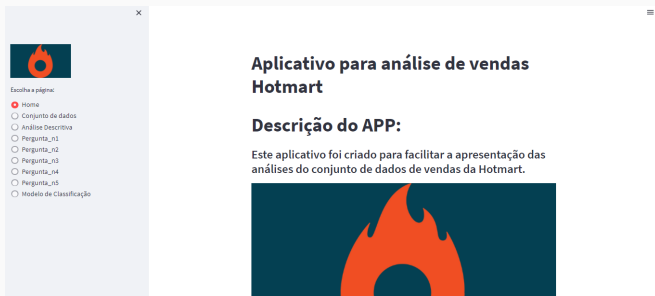 Escolha a página:
Home
Conjunto de dados
Análise Descritiva
Pergunta_n1
Pergunta_n2
Pergunta_n3
Pergunta_n4
Pergunta_n5
Modelo de Classificação
Aplicativo para análise de vendas
Hotmart
Descrição do APP:
Este aplicativo foi criado para facilitar a apresentação das
análises do conjunto de dados de vendas da Hotmart.